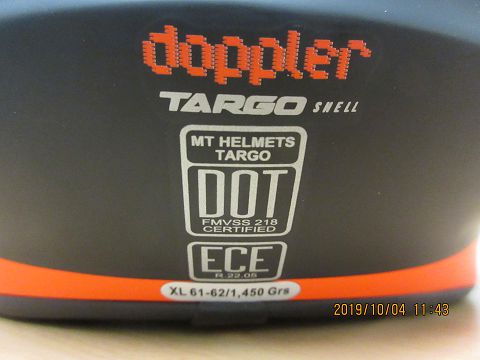 doppler
TARGO SHELL
MT HELMETS
TARGO
DOT
FMVSS 218
CERTIFIED
ECE
R.22.05
XL 61-62/1,450 Grs
2019/10/04 11:43